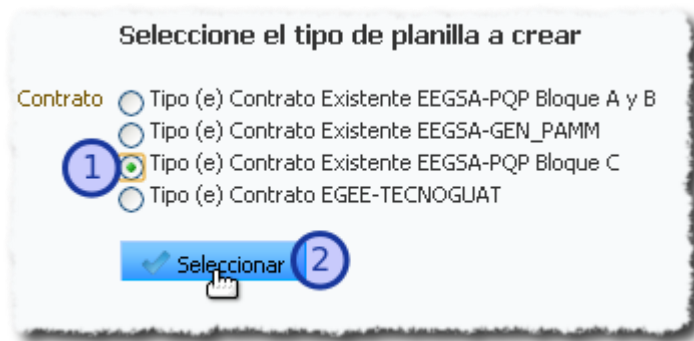 Seleccione el tipo de planilla a crear
Contrato Tipo (e) Contrato Existente EEGSA-PQP Bloque A y B
Tipo (e) Contrato Existente EEGSA-GEN_PAMM
1 Tipo (e) Contrato Existente EEGSA-PQP Bloque C
Tipo (e) Contrato EGEE-TECNOGUAT
Seleccionar 2